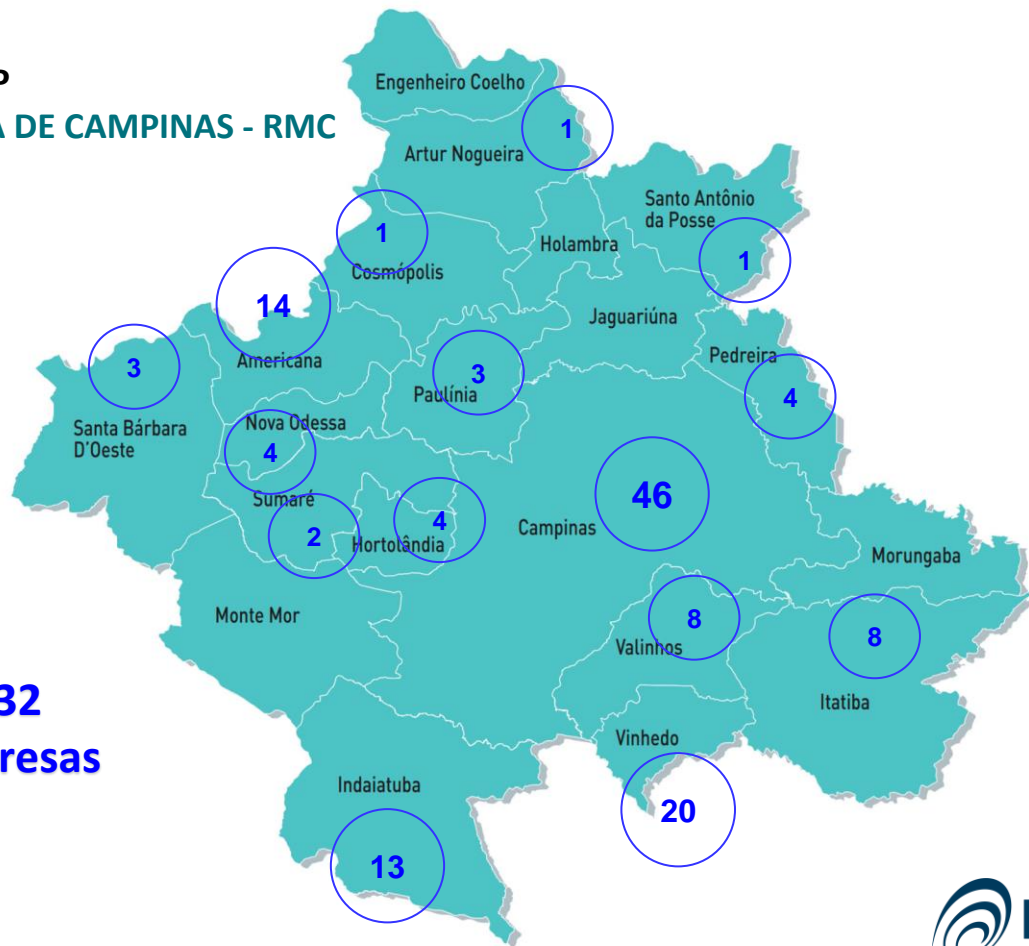 A DE CAMPINAS - RMC
Engenheiro Coelho
1
Artur Nogueira
Santo Antônio
da Posse
1
Holambra
1
Cosmópolis
14
Jaguariúna
Americana
3
Pedreira
3
Paulínia
4
Santa Bárbara
D'Oeste
Nova Odessa
4
Sumaré
46
2
4
Hortolândia
Campinas
Morungaba
Monte Mor
8
Valinhos
8
Itatiba
32
resas
Vinhedo
Indaiatuba
20
13